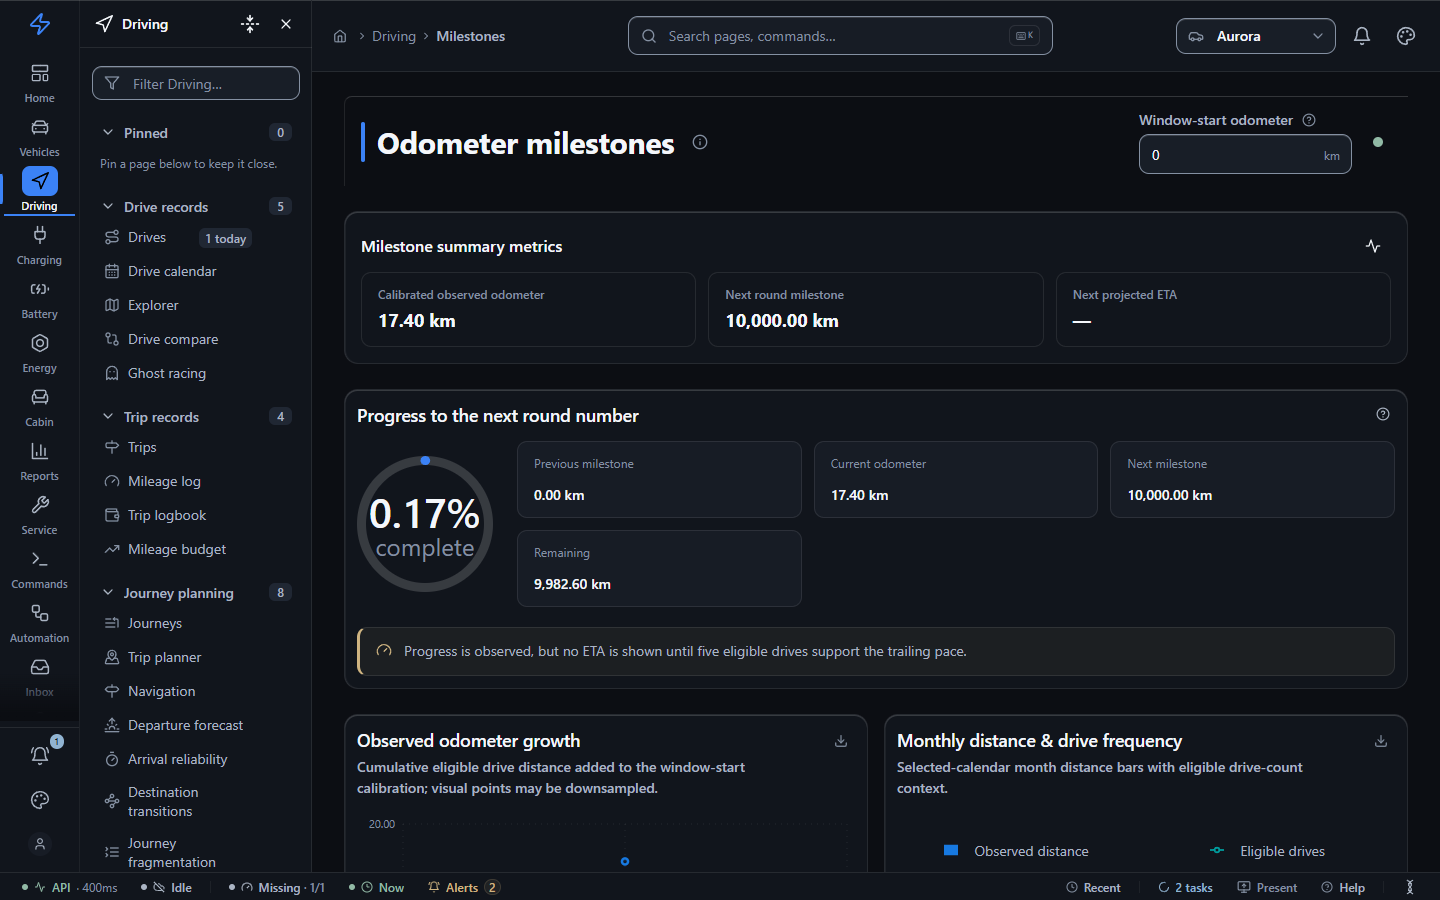 Driving
Driving
Milestones
Search pages, commands...
K
Aurora
Home
Vehicles
Driving
Charging
Battery
Energy
Cabin
Reports
Service
Commands
Automation
Inbox
1
Filter Driving...
Pinned 0
Pin a page below to keep it close.
Drive records 5
Drives 1 today
Drive calendar
Explorer
Drive compare
Ghost racing
Trip records 4
Trips
Mileage log
Trip logbook
Mileage budget
Journey planning 8
Journeys
Trip planner
Navigation
Departure forecast
Arrival reliability
Destination
transitions
Journey
fragmentation
Odometer milestones
Window-start odometer
0 km
Milestone summary metrics
Calibrated observed odometer
17.40 km
Next round milestone
10,000.00 km
Next projected ETA
—
Progress to the next round number
0.17%
complete
Previous milestone
0.00 km
Current odometer
17.40 km
Next milestone
10,000.00 km
Remaining
9,982.60 km
Progress is observed, but no ETA is shown until five eligible drives support the trailing pace.
Observed odometer growth
Cumulative eligible drive distance added to the window-start
calibration; visual points may be downsampled.
20.00
Monthly distance & drive frequency
Selected-calendar month distance bars with eligible drive-count
context.
Observed distance
Eligible drives
API · 400ms
Idle
Missing · 1/1
Now
Alerts 2
Recent
2 tasks
Present
Help